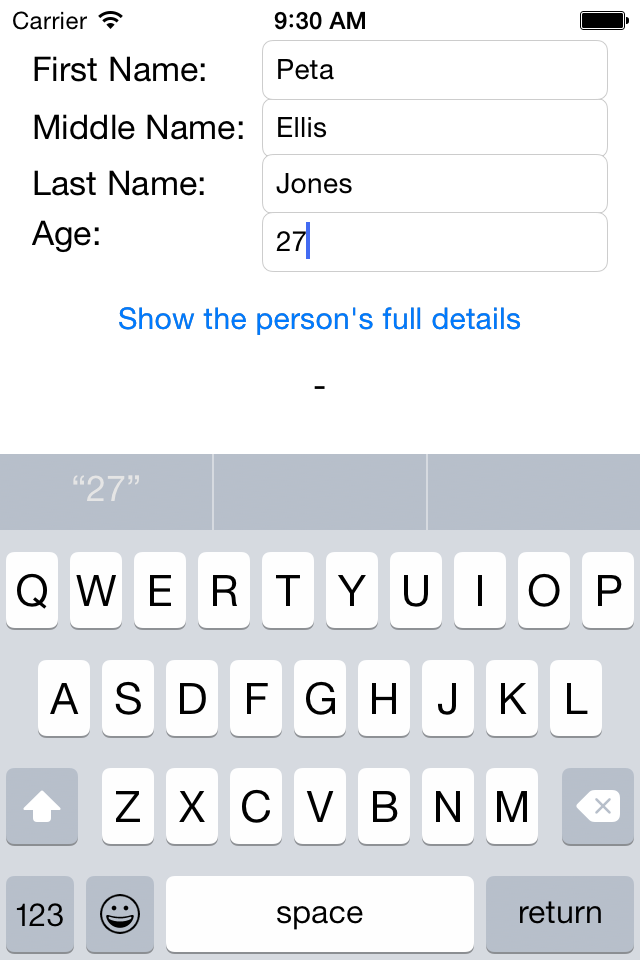 Carrier 9:30 AM
First Name: Peta
Middle Name: Ellis
Last Name: Jones
Age: 27
Show the person's full details
-
“27”
Q W E R T Y U I O P
A S D F G H J K L
Z X C V B N M
123 space return